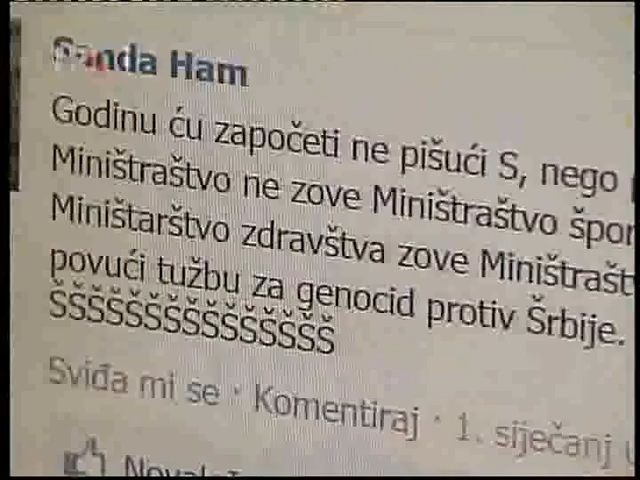 Sanda Ham
Godinu ću započeti ne pišući S, nego
Miništraštvo ne zove Miništraštvo špor
Miništarštvo zdravštva zove Miništrašt
povući tužbu za genocid protiv Šrbije.
ŠŠŠŠŠŠŠŠŠŠŠŠŠŠŠ
Sviđa mi se · Komentiraj · 1. siječanj u